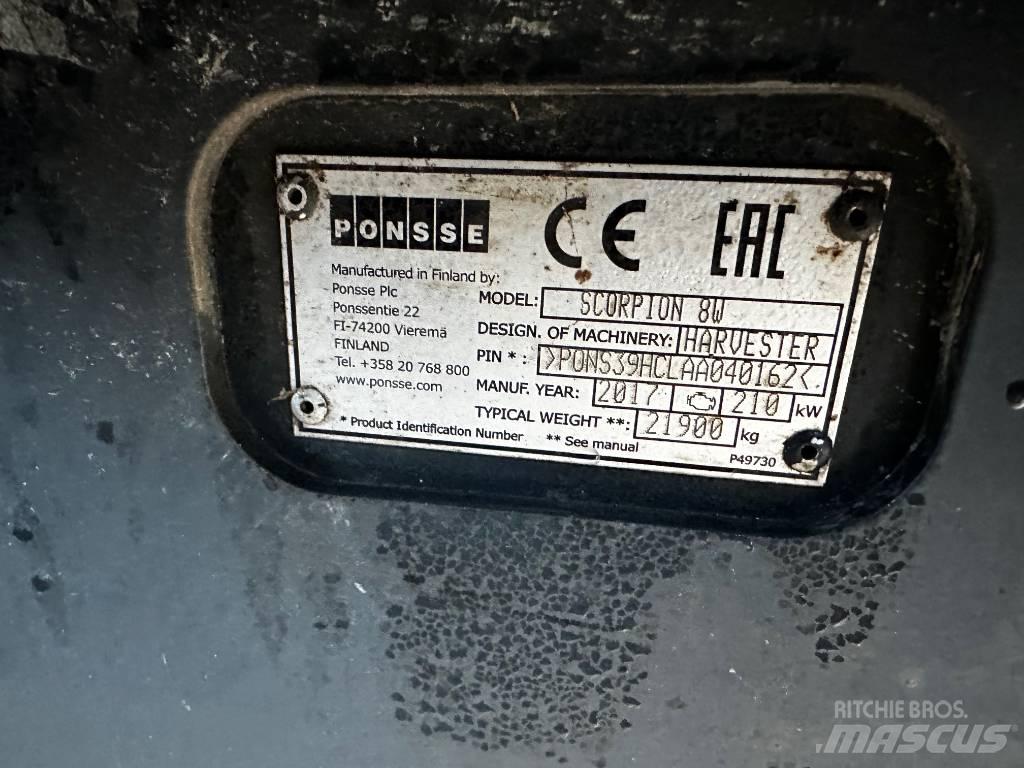 PONSSE
CE EAC
Manufactured in Finland by:
Ponsse Plc
Ponssentie 22
FI-74200 Vieremä
FINLAND
Tel. +358 20 768 800
www.ponsse.com
MODEL: SCORPION 8W
DESIGN. OF MACHINERY: HARVESTER
PIN * : >PONS39HCLAA040162<.
MANUF. YEAR: 2017 210 kW
TYPICAL WEIGHT **: 21900 kg
* Product Identification Number ** See manual
P49730
RITCHIE BROS.
MASCUS